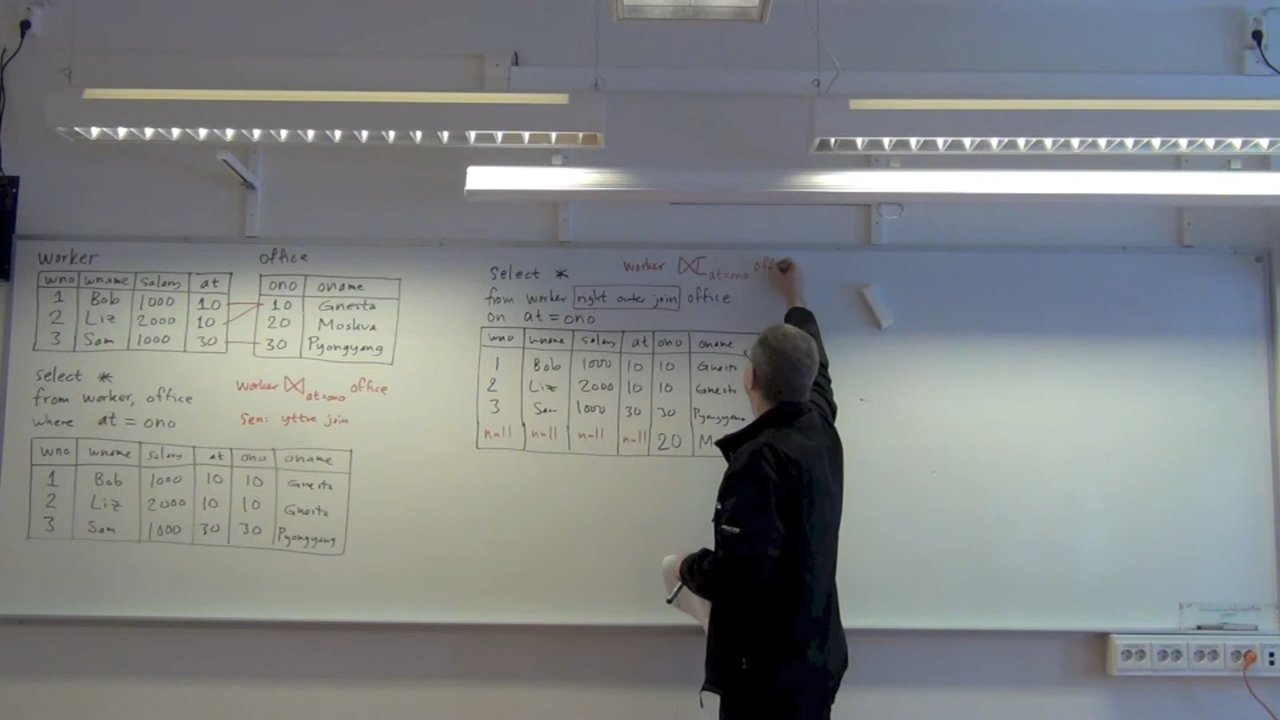 worker
wno wname salary at
1 Bob 1000 10
2 Liz 2000 10
3 Sam 1000 30
office
ono oname
10 Gnesta
20 Moskva
30 Pyongyang
select *
from worker, office
where at = ono
worker ⋈ at=ono office
Sen: yttre join
wno wname salary at ono oname
1 Bob 1000 10 10 Gnesta
2 Liz 2000 10 10 Gnesta
3 Sam 1000 30 30 Pyongyang
select *
from worker right outer join office
on at = ono
worker ⟖ at=ono off
wno wname salary at ono oname
1 Bob 1000 10 10 Gnesta
2 Liz 2000 10 10 Gnesta
3 Sam 1000 30 30 Pyongyang
null null null null 20 M